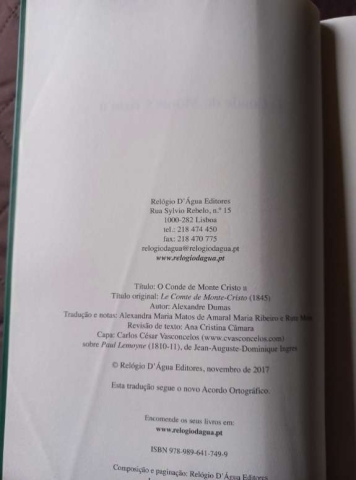 Relógio D'Água Editores
Rua Sylvio Rebelo, n.º 15
1000-282 Lisboa
tel.: 218 474 450
fax: 218 470 775
relogiodagua@relogiodagua.pt
www.relogiodagua.pt
Título: O Conde de Monte Cristo II
Título original: Le Comte de Monte-Cristo (1845)
Autor: Alexandre Dumas
Tradução e notas: Alexandra Maria Matos de Amaral Maria Ribeiro e
Revisão de texto: Ana Cristina Câmara
Capa: Carlos César Vasconcelos (www.cvasconcelos.com)
sobre Paul Lemoyne (1810-11), de Jean-Auguste-Dominique Ingres
© Relógio D'Água Editores, novembro de 2017
Esta tradução segue o novo Acordo Ortográfico.
Encomende os seus livros em:
www.relogiodagua.pt
ISBN 978-989-641-749-9
Composição e paginação: Relógio D'Água Editores